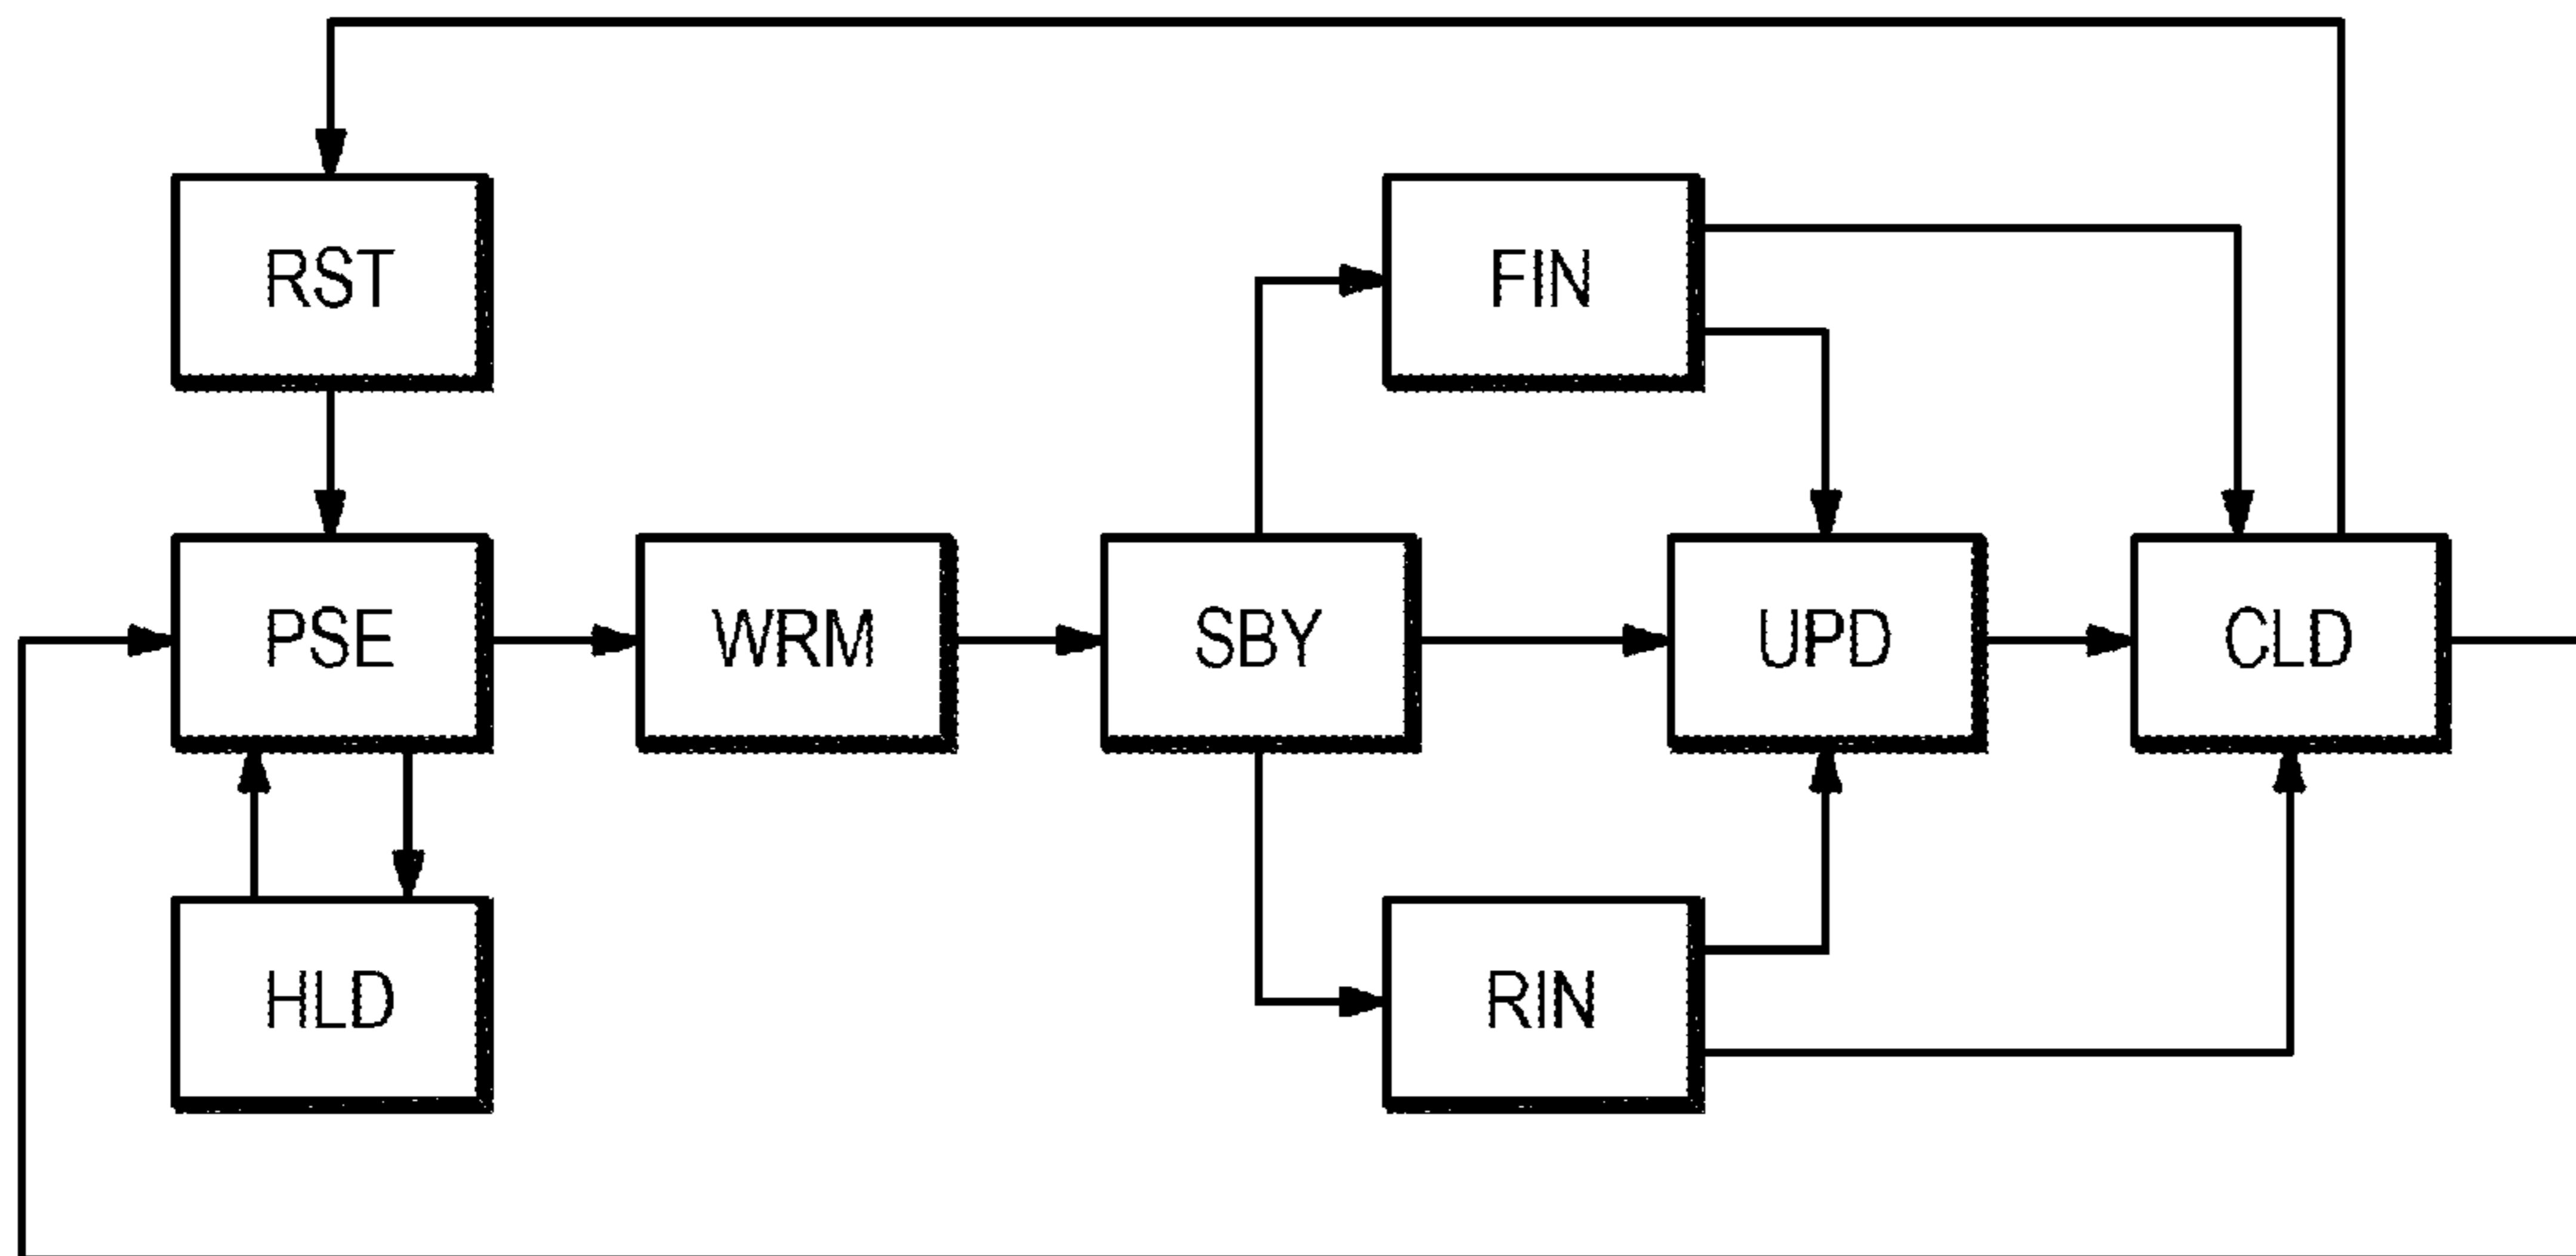 RST
FIN
PSE
WRM
SBY
UPD
CLD
HLD
RIN